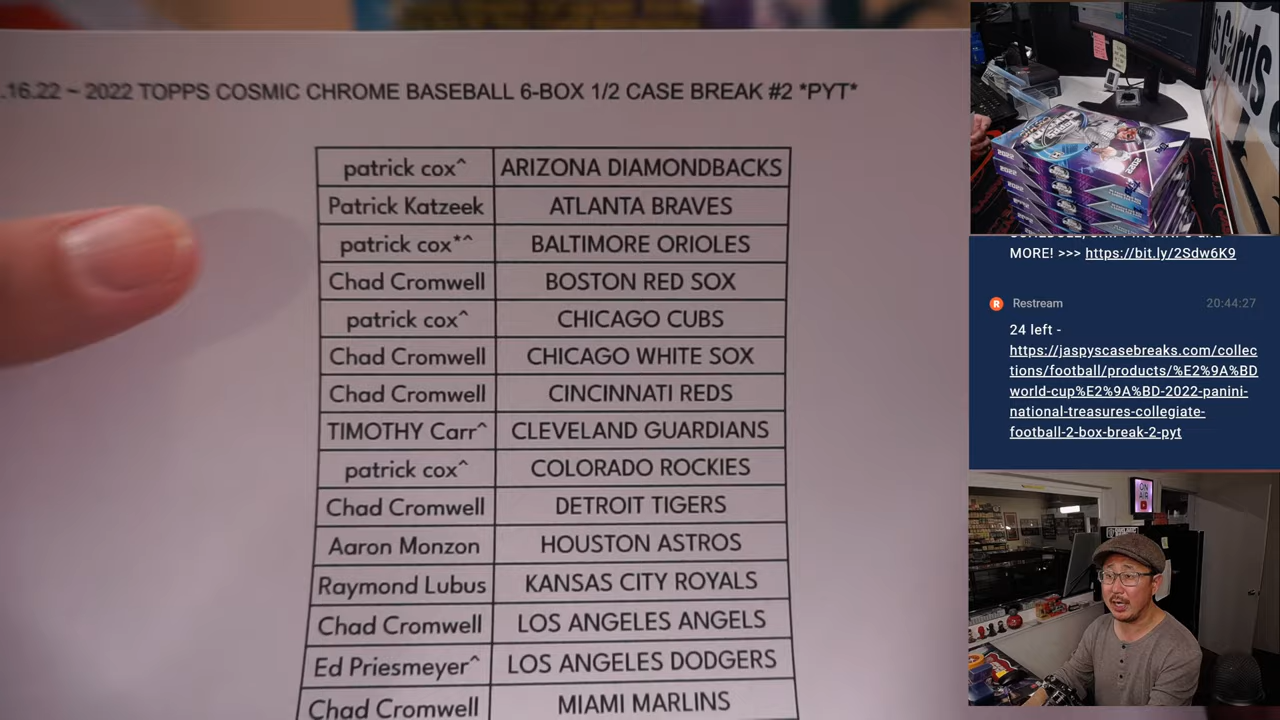 .16.22 ~ 2022 TOPPS COSMIC CHROME BASEBALL 6-BOX 1/2 CASE BREAK #2 *PYT*
patrick cox^ ARIZONA DIAMONDBACKS
Patrick Katzeek ATLANTA BRAVES
patrick cox*^ BALTIMORE ORIOLES
Chad Cromwell BOSTON RED SOX
patrick cox^ CHICAGO CUBS
Chad Cromwell CHICAGO WHITE SOX
Chad Cromwell CINCINNATI REDS
TIMOTHY Carr^ CLEVELAND GUARDIANS
patrick cox^ COLORADO ROCKIES
Chad Cromwell DETROIT TIGERS
Aaron Monzon HOUSTON ASTROS
Raymond Lubus KANSAS CITY ROYALS
Chad Cromwell LOS ANGELES ANGELS
Ed Priesmeyer^ LOS ANGELES DODGERS
Chad Cromwell MIAMI MARLINS
MORE! >>> https://bit.ly/2Sdw6K9
R Restream 20:44:27
24 left -
https://jaspyscasebreaks.com/collec
tions/football/products/%E2%9A%BD
world-cup%E2%9A%BD-2022-panini-
national-treasures-collegiate-
football-2-box-break-2-pyt
ON
AIR